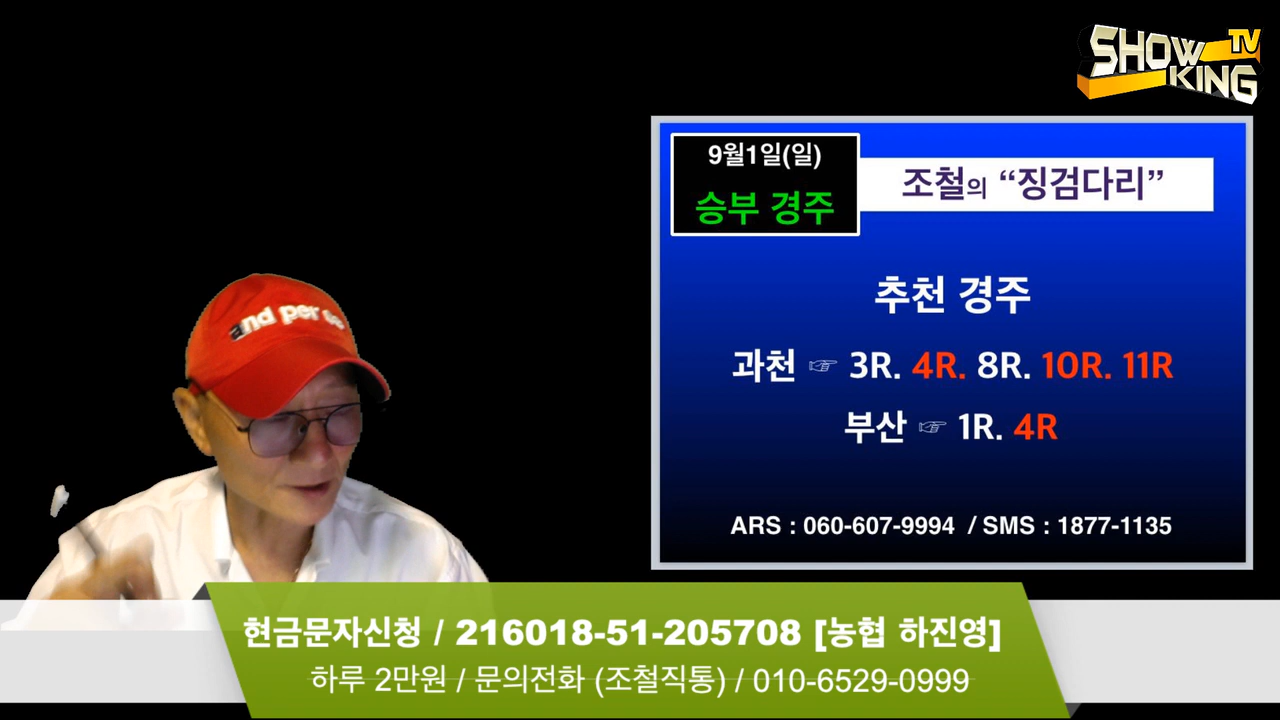 SHOW TV
KING
9월1일(일)
승부 경주
조철의 “징검다리”
추천 경주
과천 ☞ 3R. 4R. 8R. 10R. 11R
부산 ☞ 1R. 4R
ARS : 060-607-9994 / SMS : 1877-1135
and per
현금문자신청 / 216018-51-205708 [농협 하진영]
하루 2만원 / 문의전화 (조철직통) / 010-6529-0999